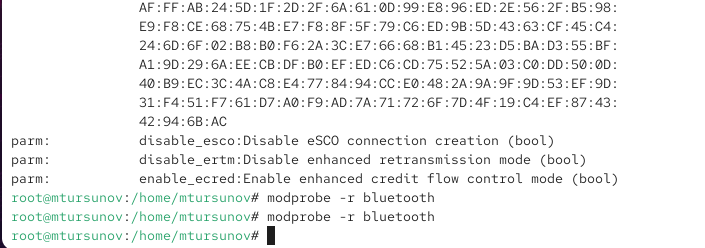 AF:FF:AB:24:5D:1F:2D:2F:6A:61:0D:99:E8:96:ED:2E:56:2F:B5:98:
E9:F8:CE:68:75:4B:E7:F8:8F:5F:79:C6:ED:9B:5D:43:63:CF:45:C4:
24:6D:6F:02:B8:B0:F6:2A:3C:E7:66:68:B1:45:23:D5:BA:D3:55:BF:
A1:9D:29:6A:EE:CB:DF:B0:EF:ED:C6:CD:75:52:5A:03:C0:DD:50:0D:
40:B9:EC:3C:4A:C8:E4:77:84:94:CC:E0:48:2A:9A:9F:9D:53:EF:9D:
31:F4:51:F7:61:D7:A0:F9:AD:7A:71:72:6F:7D:4F:19:C4:EF:87:43:
42:94:6B:AC
parm: disable_esco:Disable eSCO connection creation (bool)
parm: disable_ertm:Disable enhanced retransmission mode (bool)
parm: enable_ecred:Enable enhanced credit flow control mode (bool)
root@mtursunov:/home/mtursunov# modprobe -r bluetooth
root@mtursunov:/home/mtursunov# modprobe -r bluetooth
root@mtursunov:/home/mtursunov#